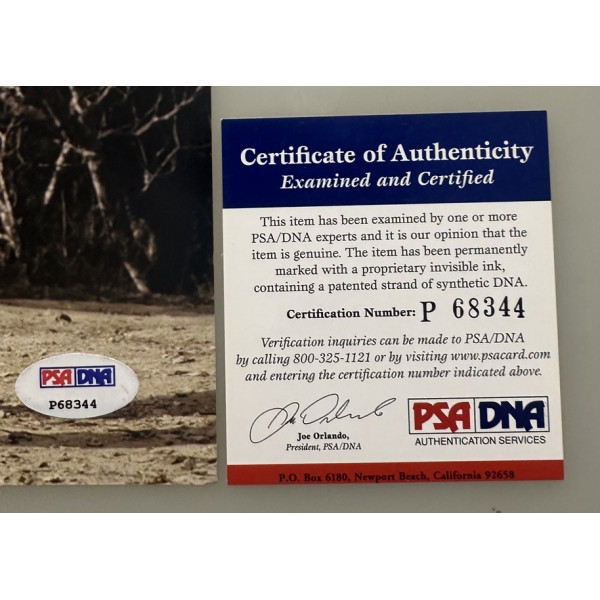 PSA DNA
P68344
Certificate of Authenticity
Examined and Certified
This item has been examined by one or more
PSA/DNA experts and it is our opinion that the
item is genuine. The item has been permanently
marked with a proprietary invisible ink,
containing a patented strand of synthetic DNA.
Certification Number: P 68344
Verification inquiries can be made to PSA/DNA
by calling 800-325-1121 or by visiting www.psacard.com
and entering the certification number indicated above.
Joe Orlando,
President, PSA/DNA
PSA DNA
AUTHENTICATION SERVICES
P.O. Box 6180, Newport Beach, California 92658